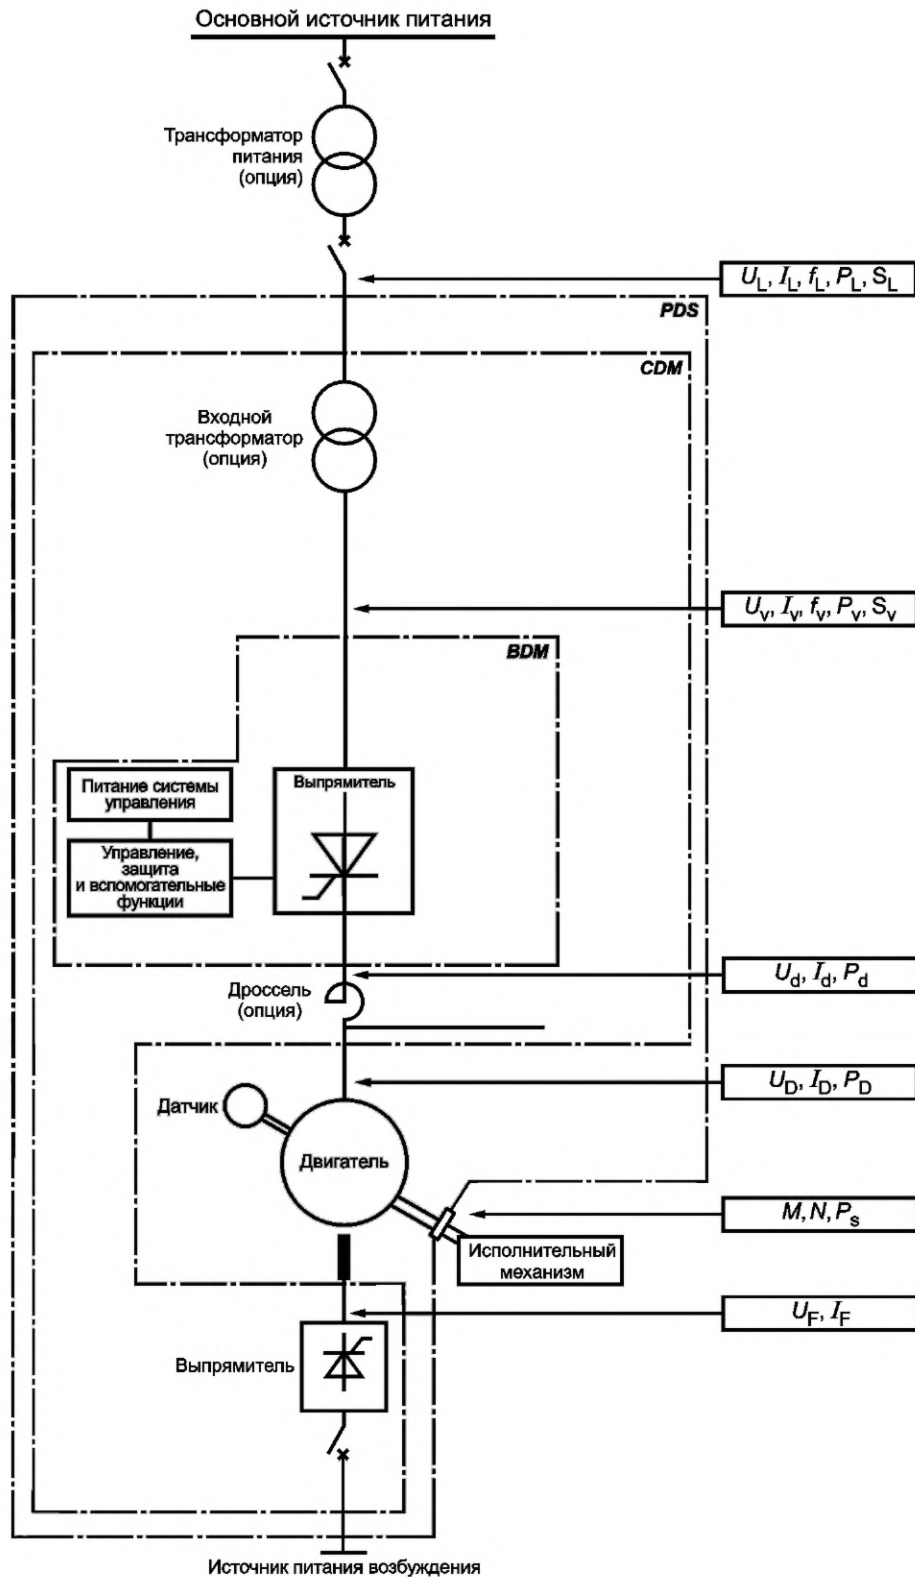 Основной источник питания
Трансформатор
питания
(опция)
U_L, I_L, f_L, P_L, S_L
PDS
CDM
Входной
трансформатор
(опция)
U_v, I_v, f_v, P_v, S_v
BDM
Питание системы
управления
Выпрямитель
Управление,
защита
и вспомогательные
функции
U_d, I_d, P_d
Дроссель
(опция)
U_D, I_D, P_D
Датчик
Двигатель
M, N, P_s
Исполнительный
механизм
U_F, I_F
Выпрямитель
Источник питания возбуждения